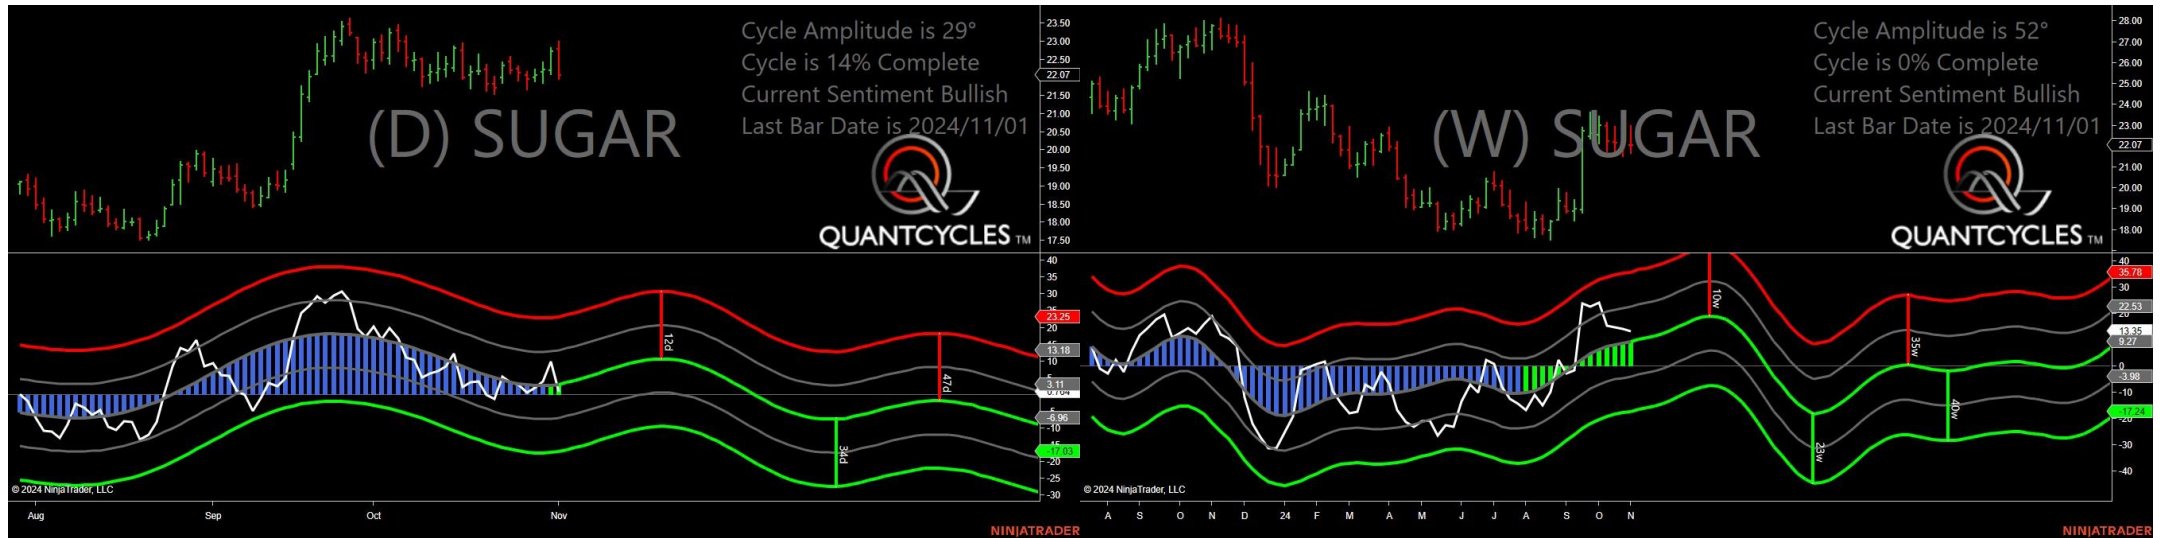 Cycle Amplitude is 29°
Cycle is 14% Complete
Current Sentiment Bullish
Last Bar Date is 2024/11/01
(D) SUGAR
QUANTCYCLES TM
23.50
23.00
22.50
22.07
21.50
21.00
20.50
20.00
19.50
19.00
18.50
18.00
17.50
40
35
30
23.25
20
13.18
10
3.11
-6.96
-10
-17.03
-20
-25
-30
12d
47d
34d
© 2024 NinjaTrader, LLC
Aug Sep Oct Nov
NINJATRADER
Cycle Amplitude is 52°
Cycle is 0% Complete
Current Sentiment Bullish
Last Bar Date is 2024/11/01
(W) SUGAR
QUANTCYCLES TM
28.00
27.00
26.00
25.00
24.00
23.00
22.07
21.00
20.00
19.00
18.00
40
35.78
30
22.53
20
13.35
9.27
0
-3.98
-10
-17.24
-20
-30
-40
10w
35w
40w
23w
© 2024 NinjaTrader, LLC
A S O N D 24 F M A M J J A S O N
NINJATRADER